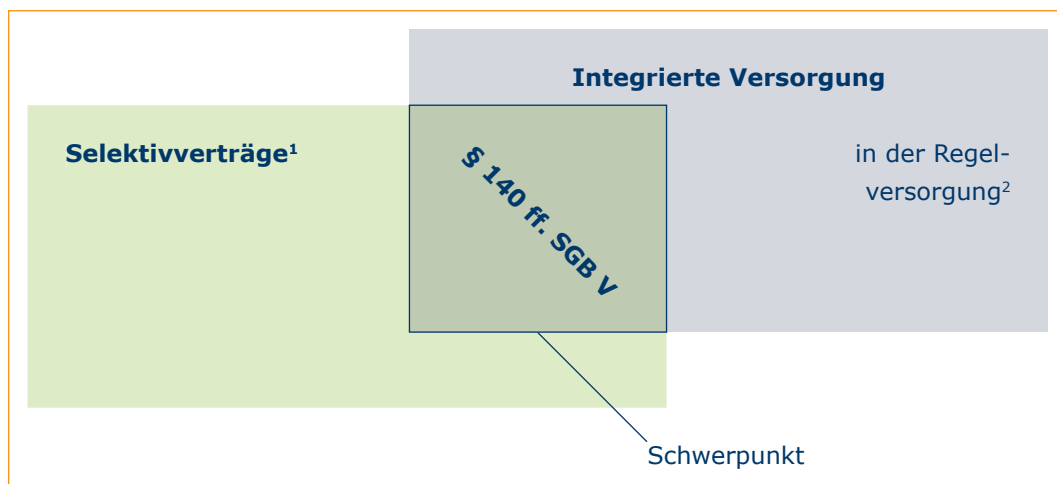 Integrierte Versorgung
Selektivverträge¹
§ 140 ff. SGB V
in der Regel-
versorgung²
Schwerpunkt